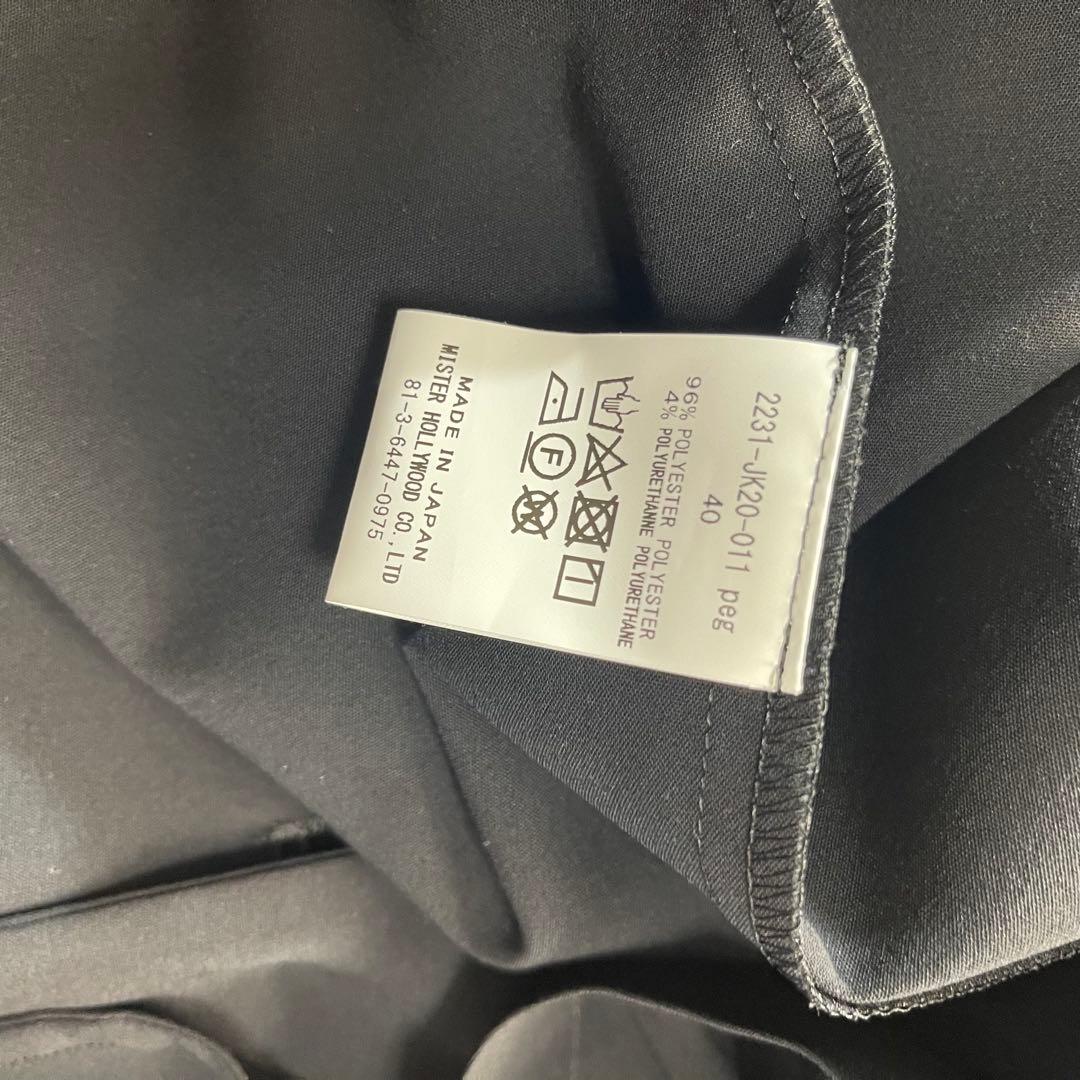 2231-JK20-011 peg
40
96% POLYESTER POLYESTER
4% POLYURETHANNE POLYURETHANE
F
W
MADE IN JAPAN
MISTER HOLLYWOOD CO.,LTD
81-3-6447-0975